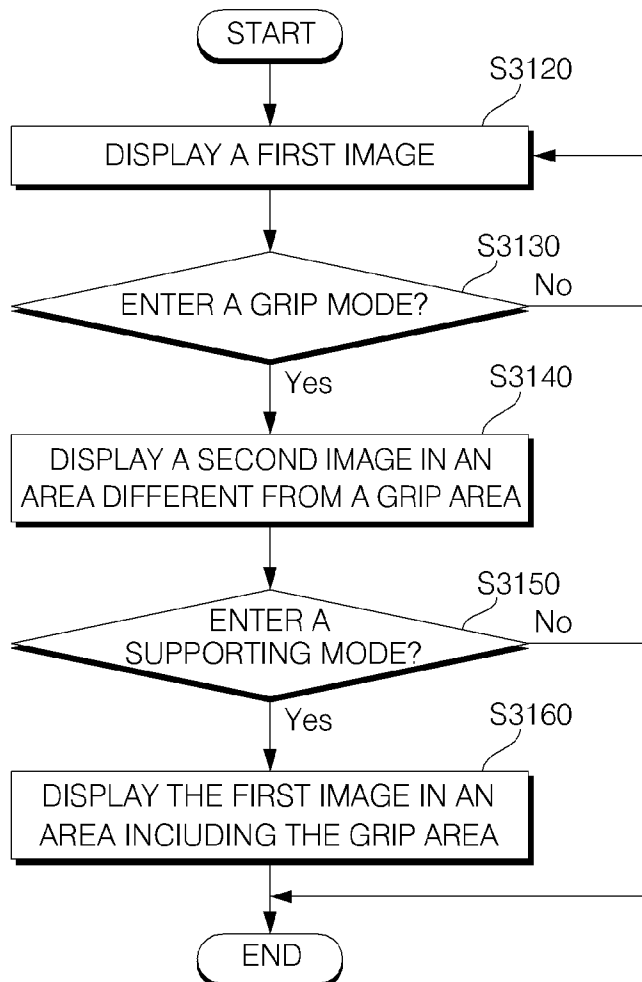 START
S3120
DISPLAY A FIRST IMAGE
S3130
ENTER A GRIP MODE?
No
Yes
S3140
DISPLAY A SECOND IMAGE IN AN
AREA DIFFERENT FROM A GRIP AREA
S3150
ENTER A
SUPPORTING MODE?
No
Yes
S3160
DISPLAY THE FIRST IMAGE IN AN
AREA INCIUDING THE GRIP AREA
END